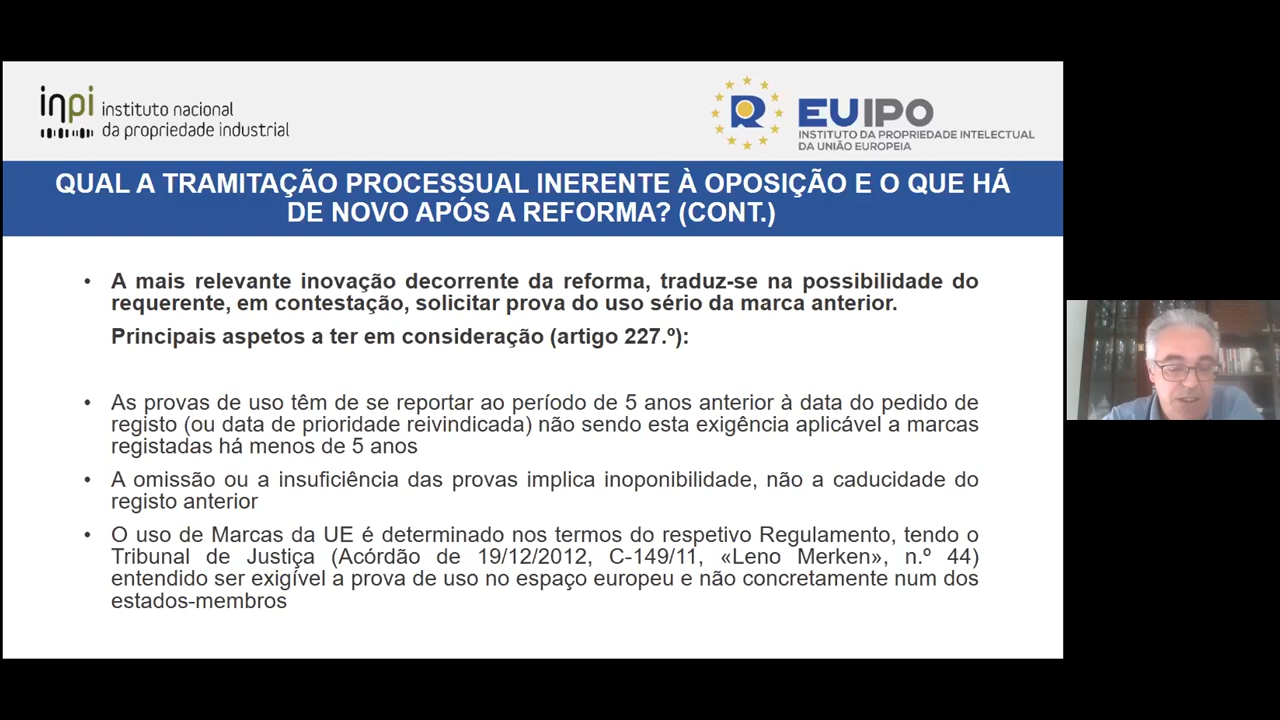 inpi instituto nacional
da propriedade industrial
EUIPO
INSTITUTO DA PROPRIEDADE INTELECTUAL
DA UNIÃO EUROPEIA
QUAL A TRAMITAÇÃO PROCESSUAL INERENTE À OPOSIÇÃO E O QUE HÁ
DE NOVO APÓS A REFORMA? (CONT.)
• A mais relevante inovação decorrente da reforma, traduz-se na possibilidade do
requerente, em contestação, solicitar prova do uso sério da marca anterior.
Principais aspetos a ter em consideração (artigo 227.º):
• As provas de uso têm de se reportar ao período de 5 anos anterior à data do pedido de
registo (ou data de prioridade reivindicada) não sendo esta exigência aplicável a marcas
registadas há menos de 5 anos
• A omissão ou a insuficiência das provas implica inoponibilidade, não a caducidade do
registo anterior
• O uso de Marcas da UE é determinado nos termos do respetivo Regulamento, tendo o
Tribunal de Justiça (Acórdão de 19/12/2012, C-149/11, «Leno Merken», n.º 44)
entendido ser exigível a prova de uso no espaço europeu e não concretamente num dos
estados-membros